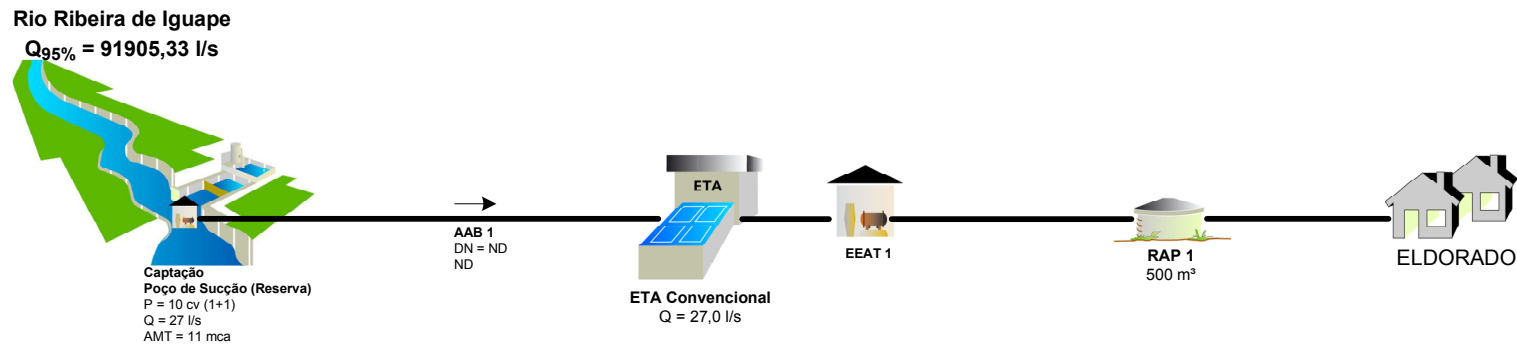 Rio Ribeira de Iguape
Q95% = 91905,33 l/s
Captação
Poço de Sucção (Reserva)
P = 10 cv (1+1)
Q = 27 l/s
AMT = 11 mca
AAB 1
DN = ND
ND
ETA
ETA Convencional
Q = 27,0 l/s
EEAT 1
RAP 1
500 m³
ELDORADO